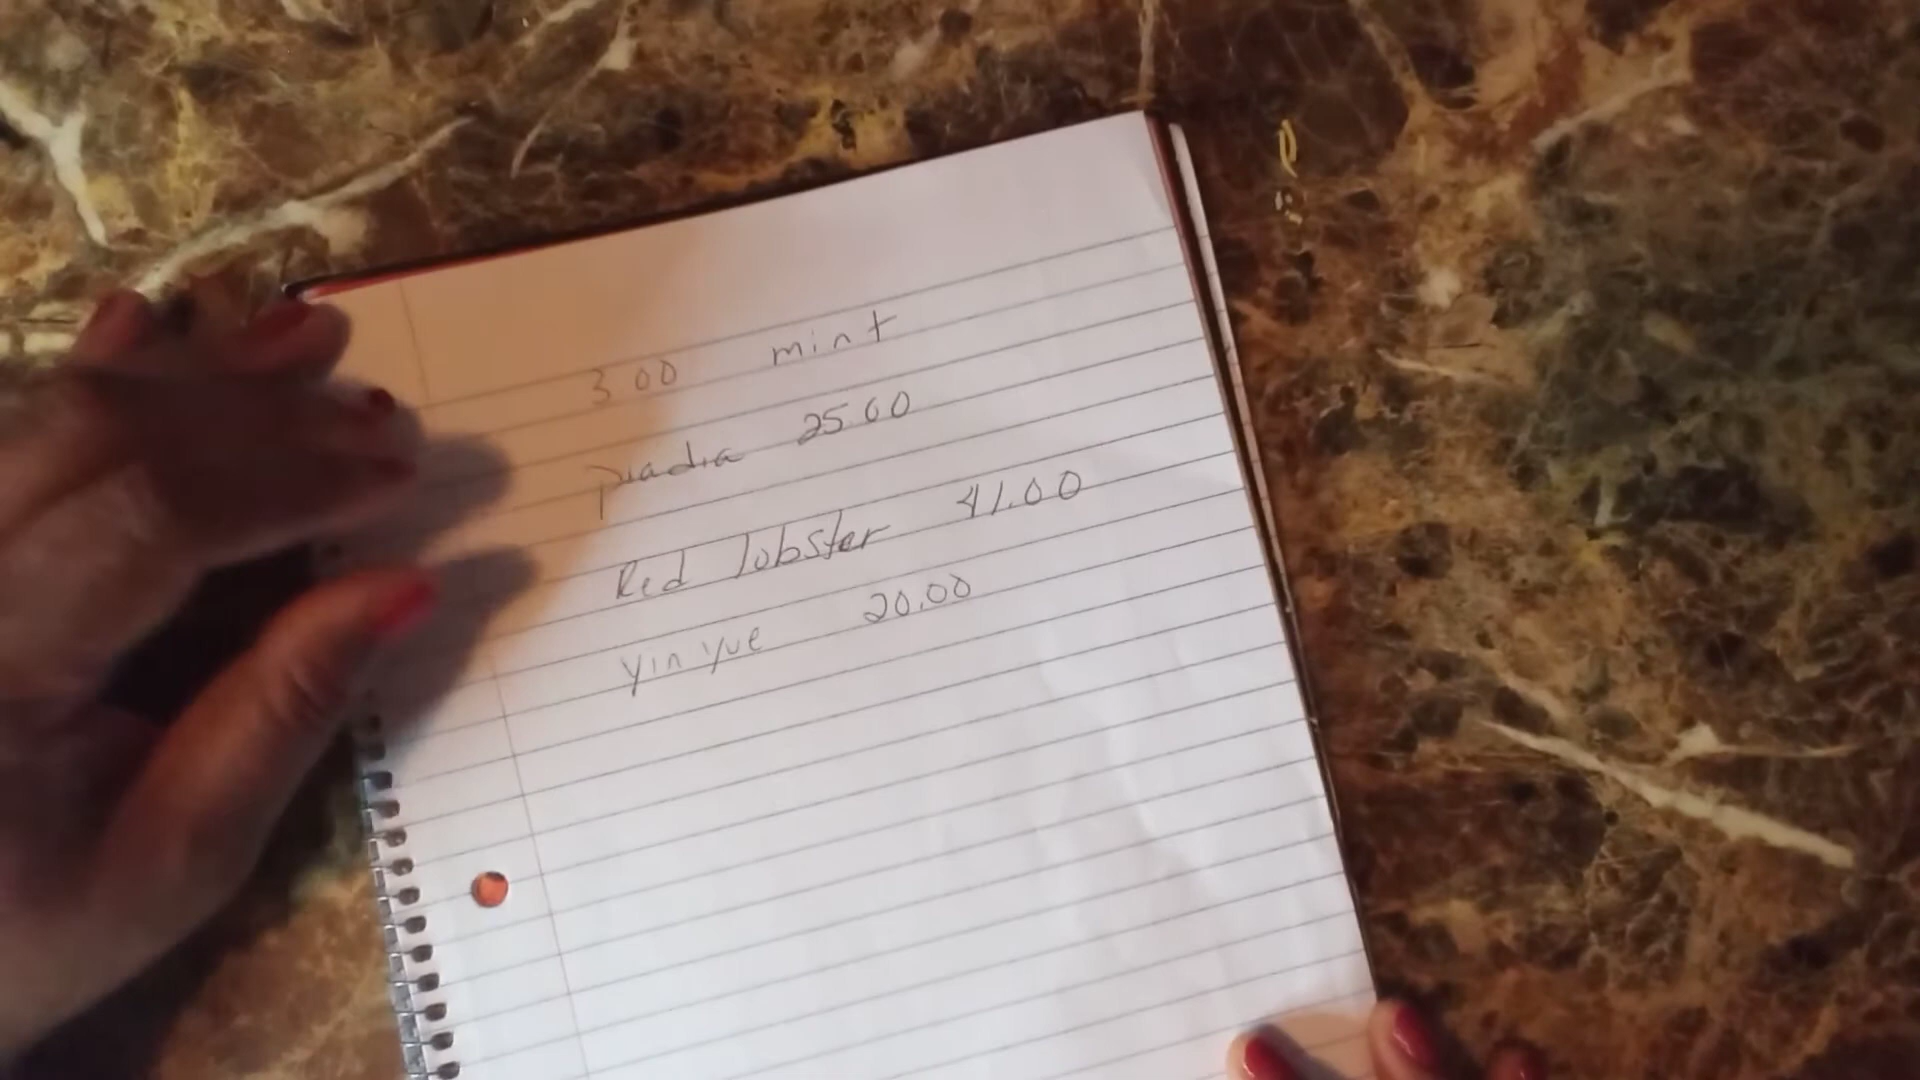 3 00 mint
piadia 25.00
Red lobster 41.00
Yin Yue 20.00